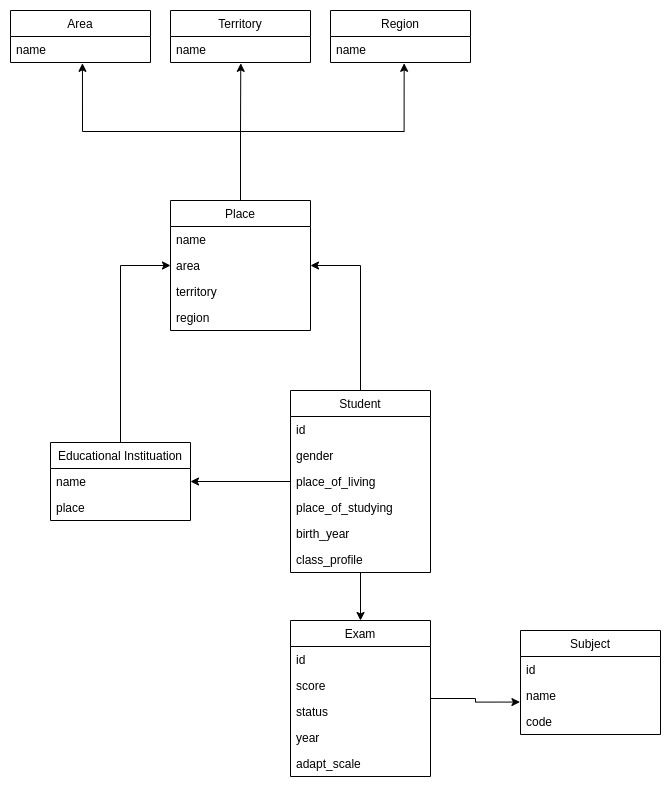 Area
name
Territory
name
Region
name
Place
name
area
territory
region
Student
id
gender
place_of_living
place_of_studying
birth_year
class_profile
Educational Instituation
name
place
Exam
id
score
status
year
adapt_scale
Subject
id
name
code